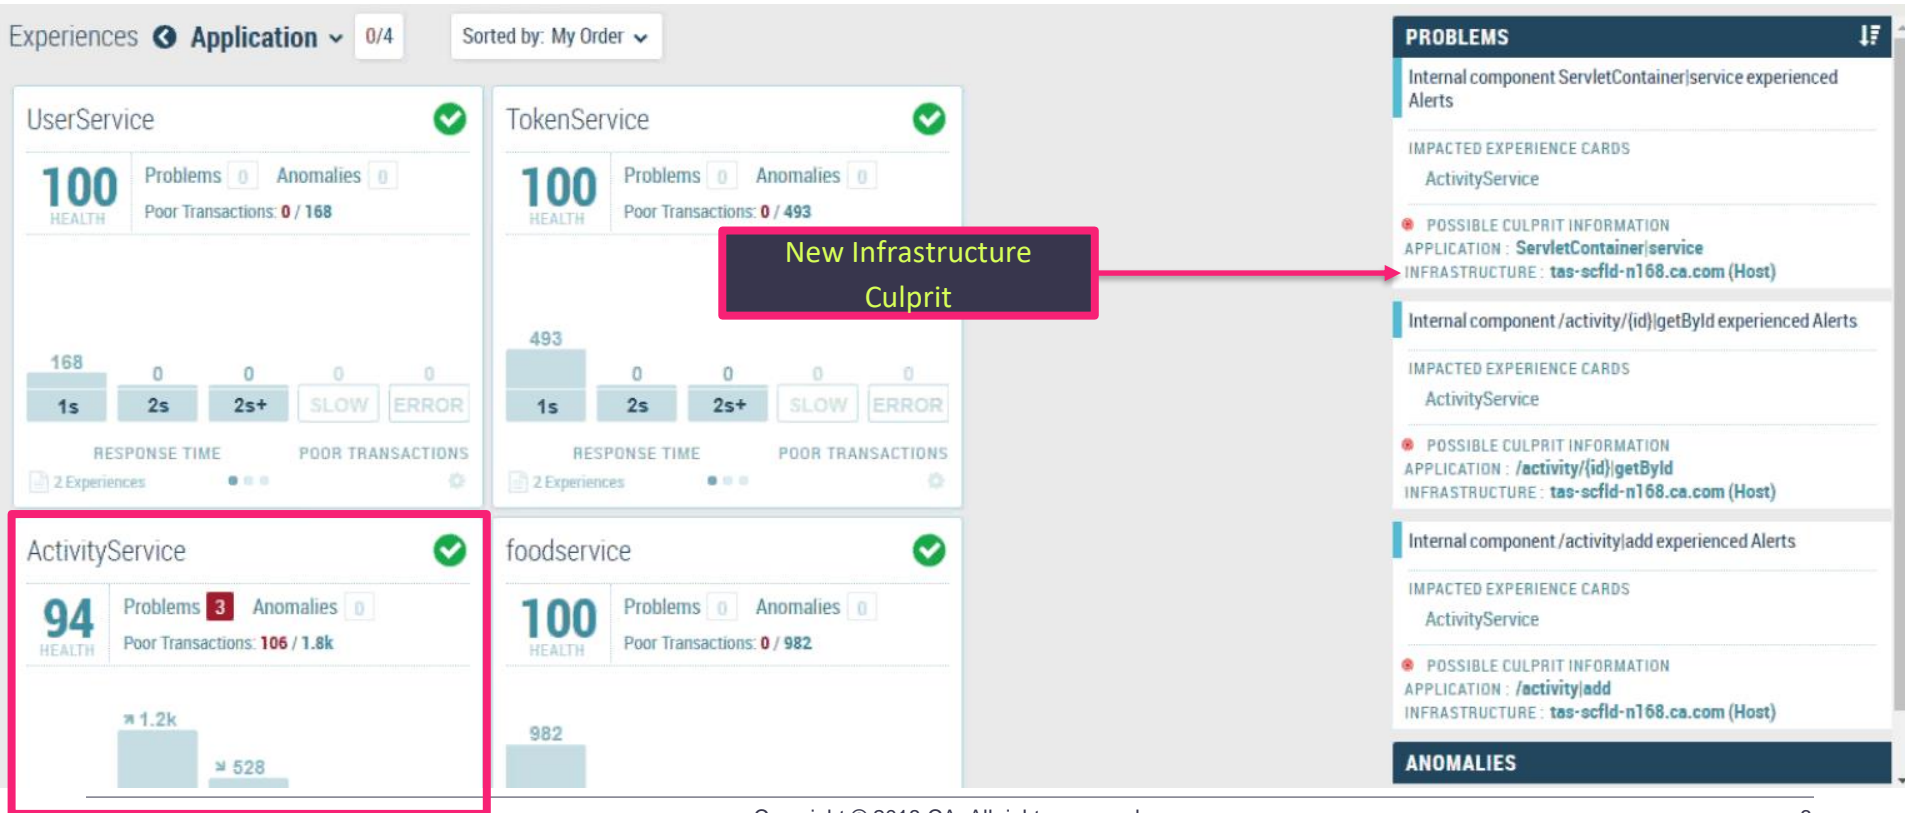 Experiences Application 0/4 Sorted by: My Order
UserService
100
HEALTH
Problems 0 Anomalies 0
Poor Transactions: 0 / 168
168 0 0 0 0
1s 2s 2s+ SLOW ERROR
RESPONSE TIME POOR TRANSACTIONS
2 Experiences
TokenService
100
HEALTH
Problems 0 Anomalies 0
Poor Transactions: 0 / 493
493 0 0 0 0
1s 2s 2s+ SLOW ERROR
RESPONSE TIME POOR TRANSACTIONS
2 Experiences
New Infrastructure
Culprit
ActivityService
94
HEALTH
Problems 3 Anomalies 0
Poor Transactions: 106 / 1.8k
1.2k
528
foodservice
100
HEALTH
Problems 0 Anomalies 0
Poor Transactions: 0 / 982
982
PROBLEMS
Internal component ServletContainer|service experienced
Alerts
IMPACTED EXPERIENCE CARDS
ActivityService
POSSIBLE CULPRIT INFORMATION
APPLICATION : ServletContainer|service
INFRASTRUCTURE : tas-scfld-n168.ca.com (Host)
Internal component /activity/{id}|getById experienced Alerts
IMPACTED EXPERIENCE CARDS
ActivityService
POSSIBLE CULPRIT INFORMATION
APPLICATION : /activity/{id}|getById
INFRASTRUCTURE : tas-scfld-n168.ca.com (Host)
Internal component /activity|add experienced Alerts
IMPACTED EXPERIENCE CARDS
ActivityService
POSSIBLE CULPRIT INFORMATION
APPLICATION : /activity|add
INFRASTRUCTURE : tas-scfld-n168.ca.com (Host)
ANOMALIES